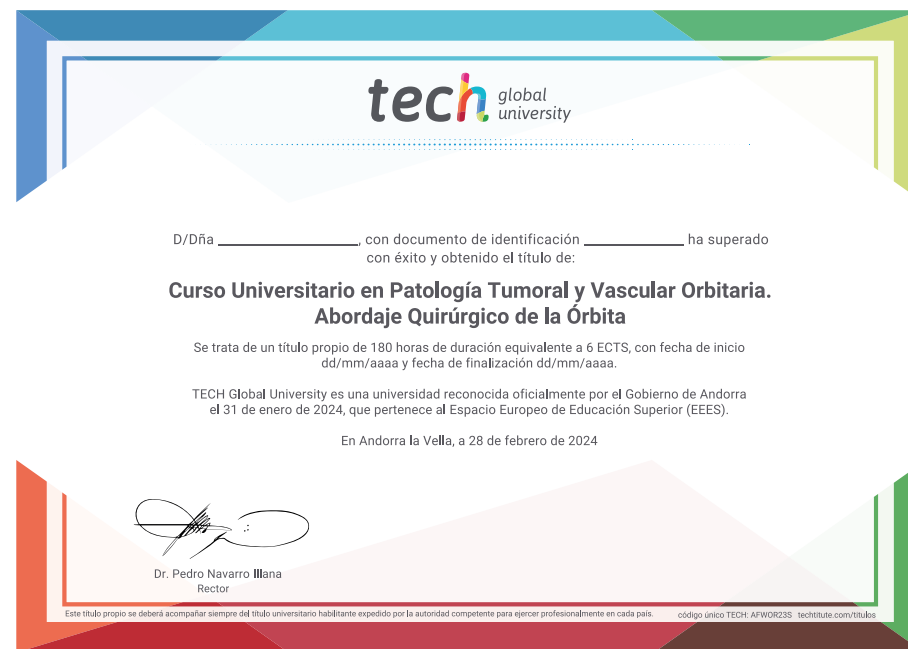 tech global university
D/Dña ____________, con documento de identificación ____________ ha superado
con éxito y obtenido el título de:
Curso Universitario en Patología Tumoral y Vascular Orbitaria.
Abordaje Quirúrgico de la Órbita
Se trata de un título propio de 180 horas de duración equivalente a 6 ECTS, con fecha de inicio
dd/mm/aaaa y fecha de finalización dd/mm/aaaa.
TECH Global University es una universidad reconocida oficialmente por el Gobierno de Andorra
el 31 de enero de 2024, que pertenece al Espacio Europeo de Educación Superior (EEES).
En Andorra la Vella, a 28 de febrero de 2024
Dr. Pedro Navarro Illana
Rector
Este título propio se deberá acompañar siempre del título universitario habilitante expedido por la autoridad competente para ejercer profesionalmente en cada país.
código único TECH: AFWOR23S techtitute.com/titulos